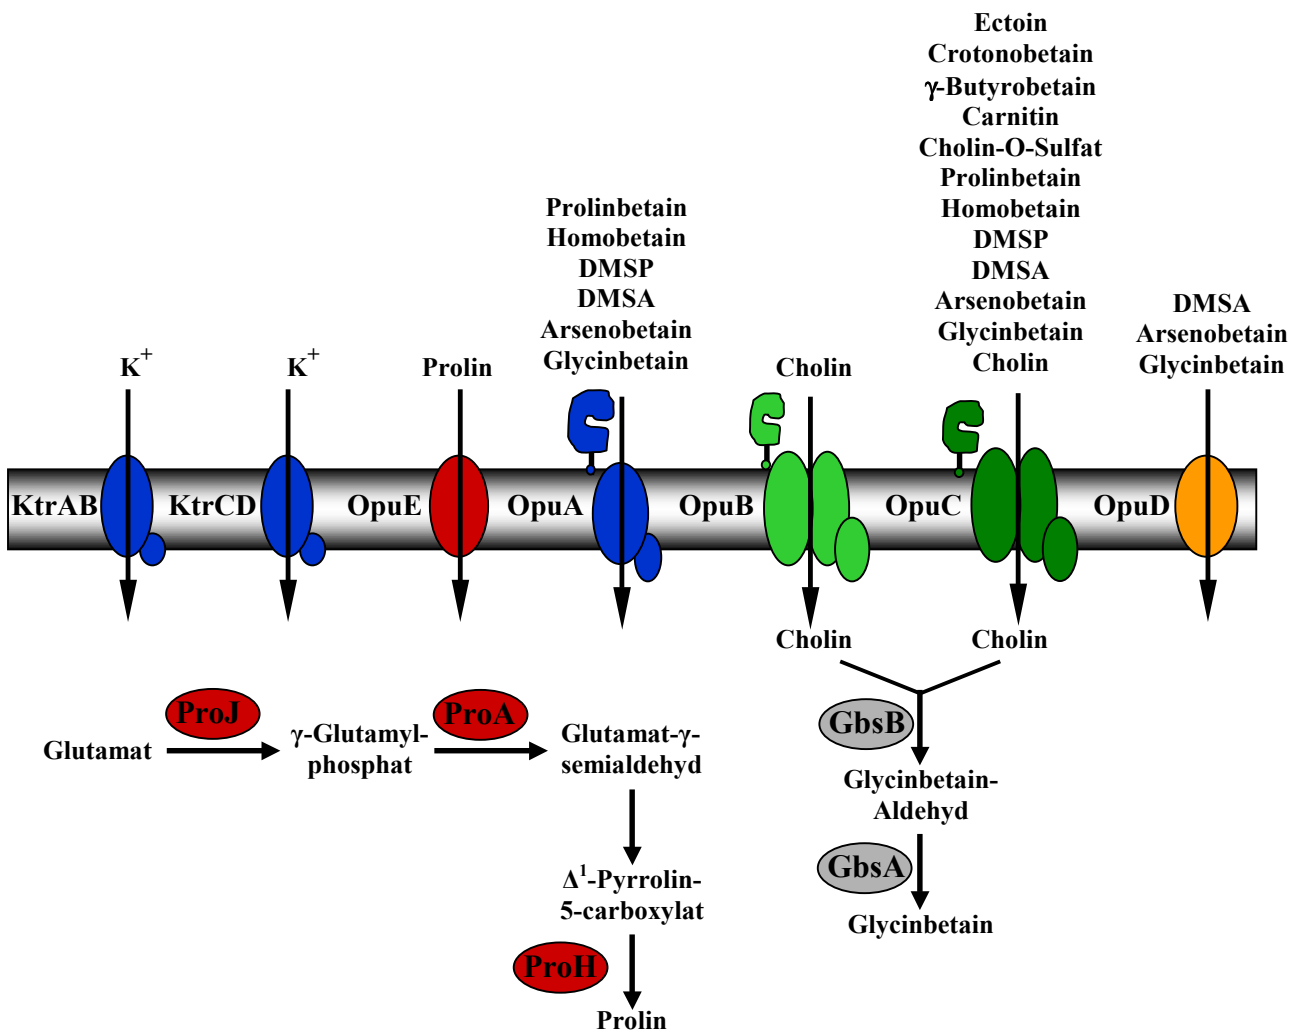 Ectoin
Crotonobetain
γ-Butyrobetain
Carnitin
Cholin-O-Sulfat
Prolinbetain
Homobetain
DMSP
DMSA
Arsenobetain
Glycinbetain
Cholin
Prolinbetain
Homobetain
DMSP
DMSA
Arsenobetain
Glycinbetain
DMSA
Arsenobetain
Glycinbetain
K⁺
K⁺
Prolin
Cholin
KtrAB
KtrCD
OpuE
OpuA
OpuB
OpuC
OpuD
Cholin
Cholin
ProJ
ProA
GbsB
Glutamat
γ-Glutamyl-
phosphat
Glutamat-γ-
semialdehyd
Glycinbetain-
Aldehyd
GbsA
Δ¹-Pyrrolin-
5-carboxylat
Glycinbetain
ProH
Prolin